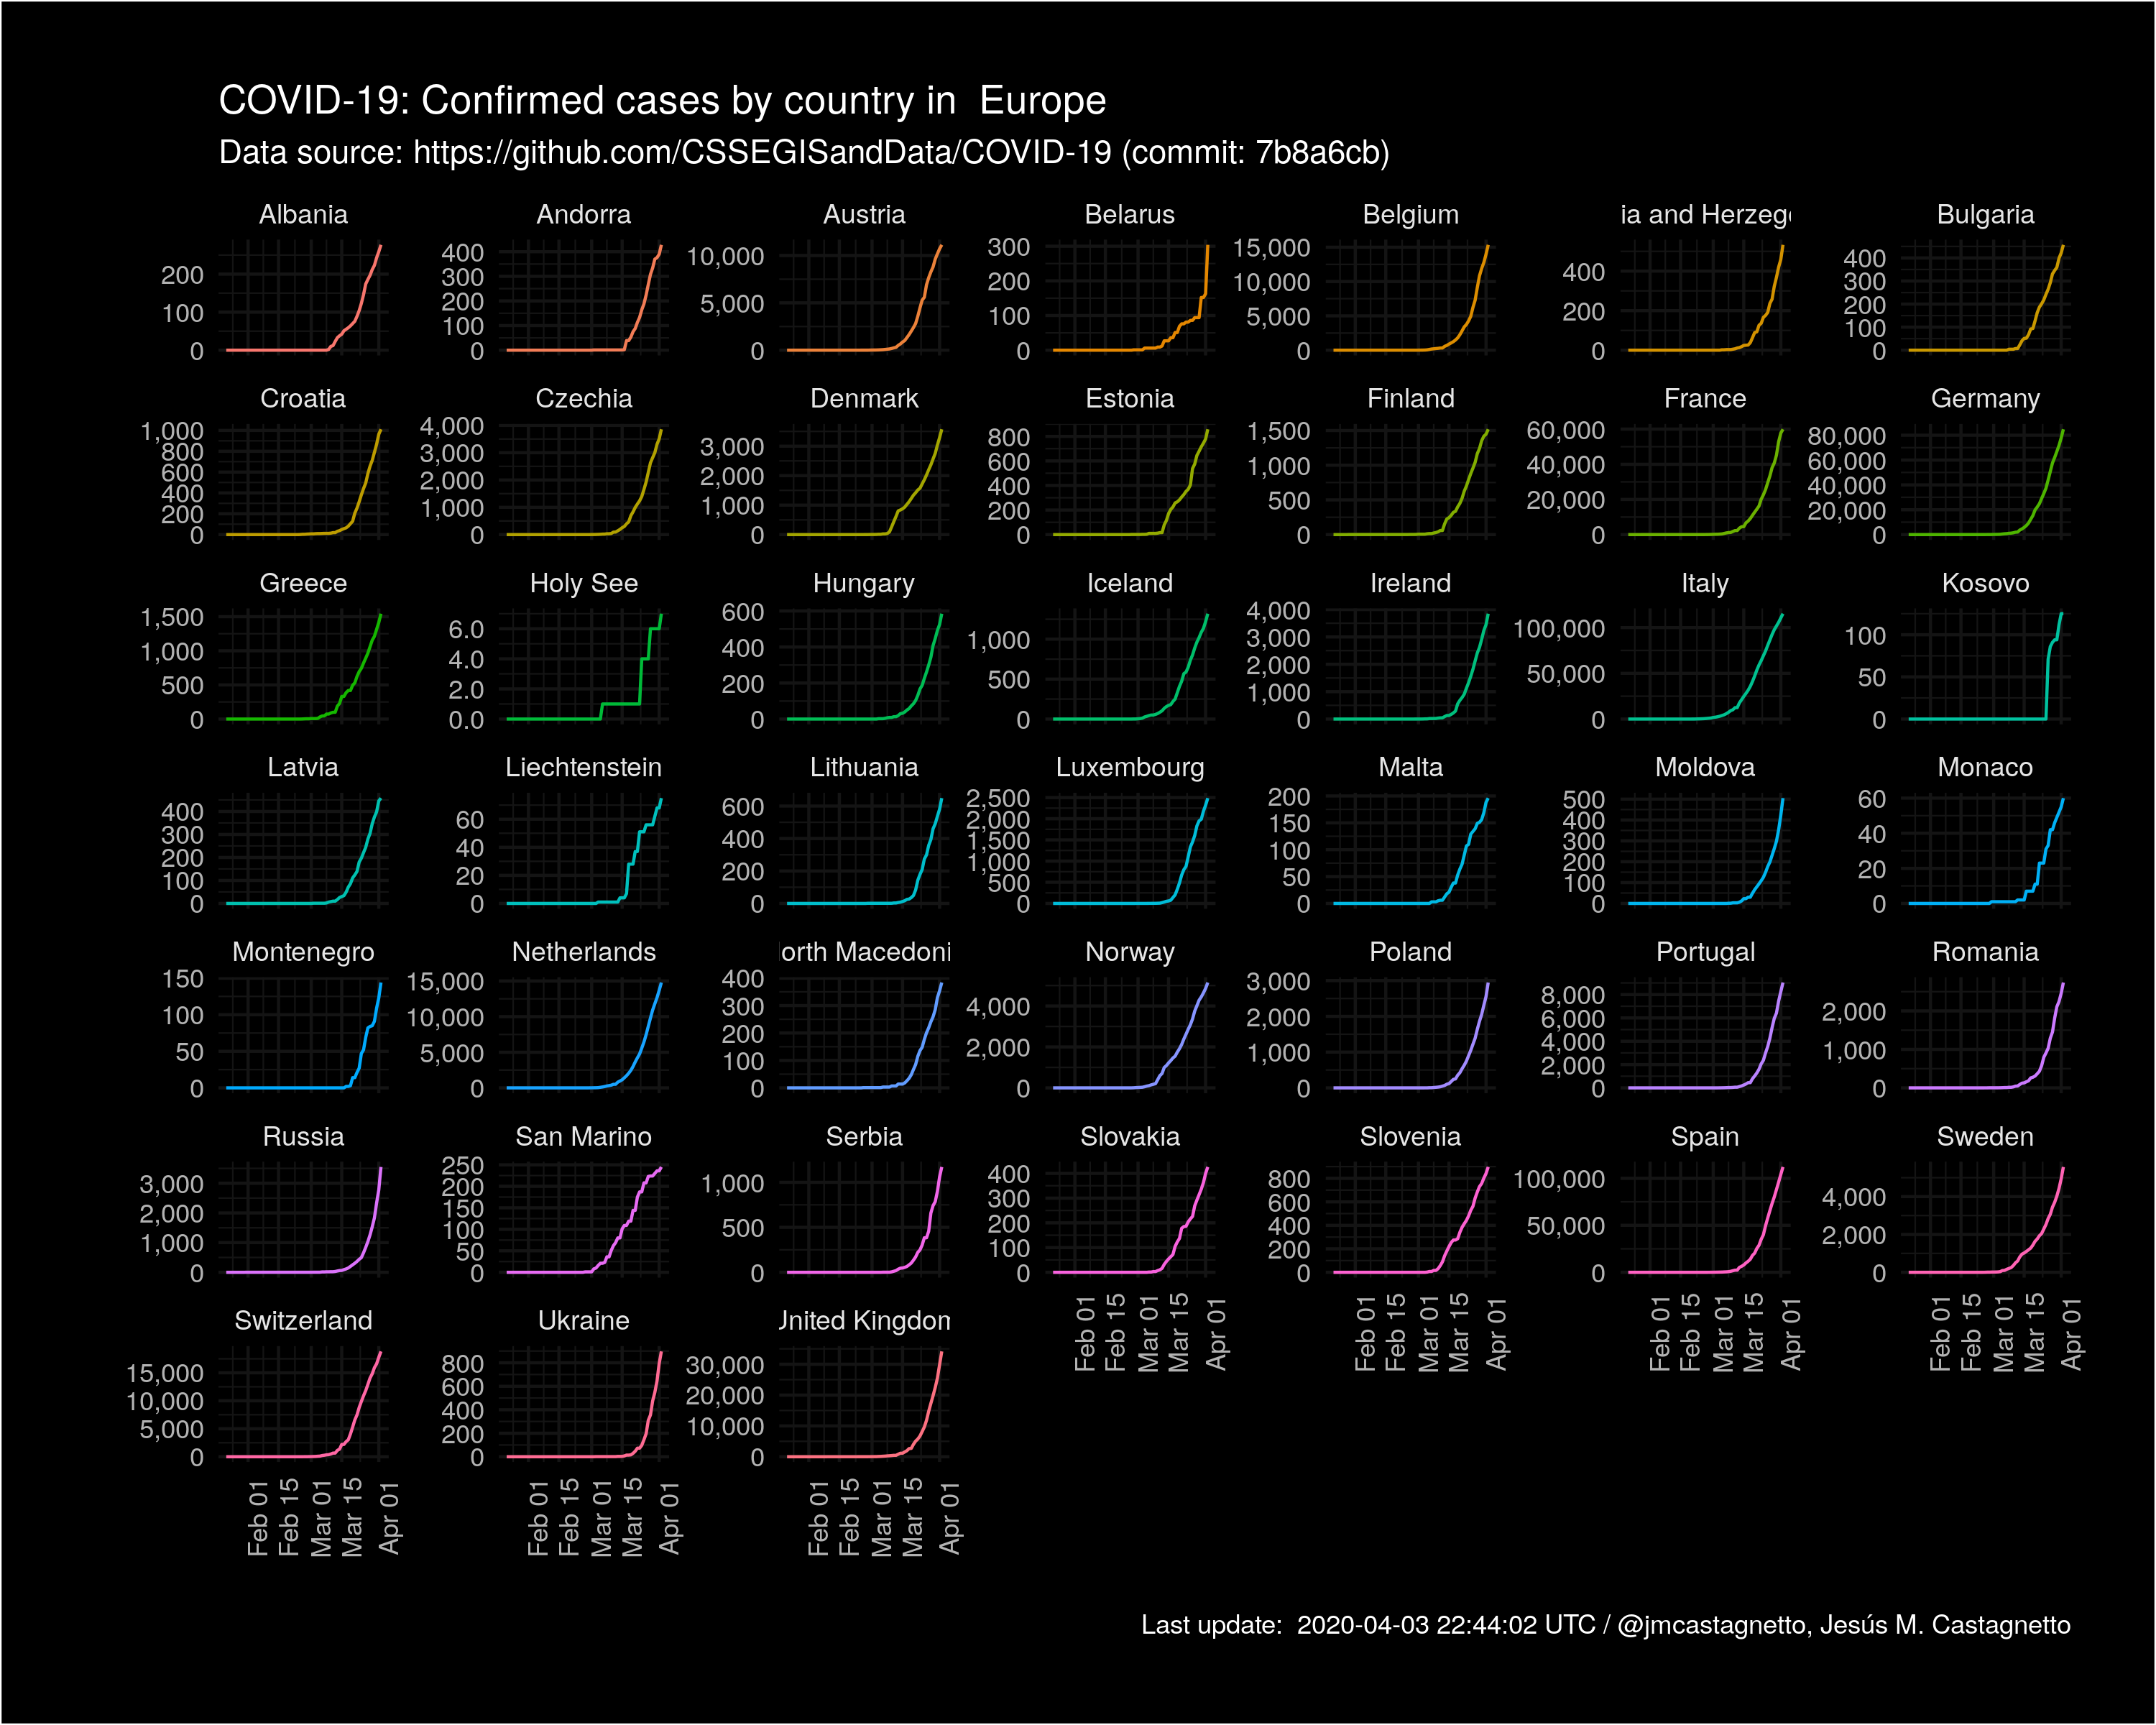 COVID-19: Confirmed cases by country in  Europe
Data source: https://github.com/CSSEGISandData/COVID-19 (commit: 7b8a6cb)
Albania
200
100
0
Andorra
400
300
200
100
0
Austria
10,000
5,000
0
Belarus
300
200
100
0
Belgium
15,000
10,000
5,000
0
ia and Herzeg
400
200
0
Bulgaria
400
300
200
100
0
Croatia
1,000
800
600
400
200
0
Czechia
4,000
3,000
2,000
1,000
0
Denmark
3,000
2,000
1,000
0
Estonia
800
600
400
200
0
Finland
1,500
1,000
500
0
France
60,000
40,000
20,000
0
Germany
80,000
60,000
40,000
20,000
0
Greece
1,500
1,000
500
0
Holy See
6.0
4.0
2.0
0.0
Hungary
600
400
200
0
Iceland
1,000
500
0
Ireland
4,000
3,000
2,000
1,000
0
Italy
100,000
50,000
0
Kosovo
100
50
0
Latvia
400
300
200
100
0
Liechtenstein
60
40
20
0
Lithuania
600
400
200
0
Luxembourg
2,500
2,000
1,500
1,000
500
0
Malta
200
150
100
50
0
Moldova
500
400
300
200
100
0
Monaco
60
40
20
0
Montenegro
150
100
50
0
Netherlands
15,000
10,000
5,000
0
orth Macedoni
400
300
200
100
0
Norway
4,000
2,000
0
Poland
3,000
2,000
1,000
0
Portugal
8,000
6,000
4,000
2,000
0
Romania
2,000
1,000
0
Russia
3,000
2,000
1,000
0
San Marino
250
200
150
100
50
0
Serbia
1,000
500
0
Slovakia
400
300
200
100
0
Feb 01
Feb 15
Mar 01
Mar 15
Apr 01
Slovenia
800
600
400
200
0
Feb 01
Feb 15
Mar 01
Mar 15
Apr 01
Spain
100,000
50,000
0
Feb 01
Feb 15
Mar 01
Mar 15
Apr 01
Sweden
4,000
2,000
0
Feb 01
Feb 15
Mar 01
Mar 15
Apr 01
Switzerland
15,000
10,000
5,000
0
Feb 01
Feb 15
Mar 01
Mar 15
Apr 01
Ukraine
800
600
400
200
0
Feb 01
Feb 15
Mar 01
Mar 15
Apr 01
United Kingdom
30,000
20,000
10,000
0
Feb 01
Feb 15
Mar 01
Mar 15
Apr 01
Last update:  2020-04-03 22:44:02 UTC / @jmcastagnetto, Jesús M. Castagnetto